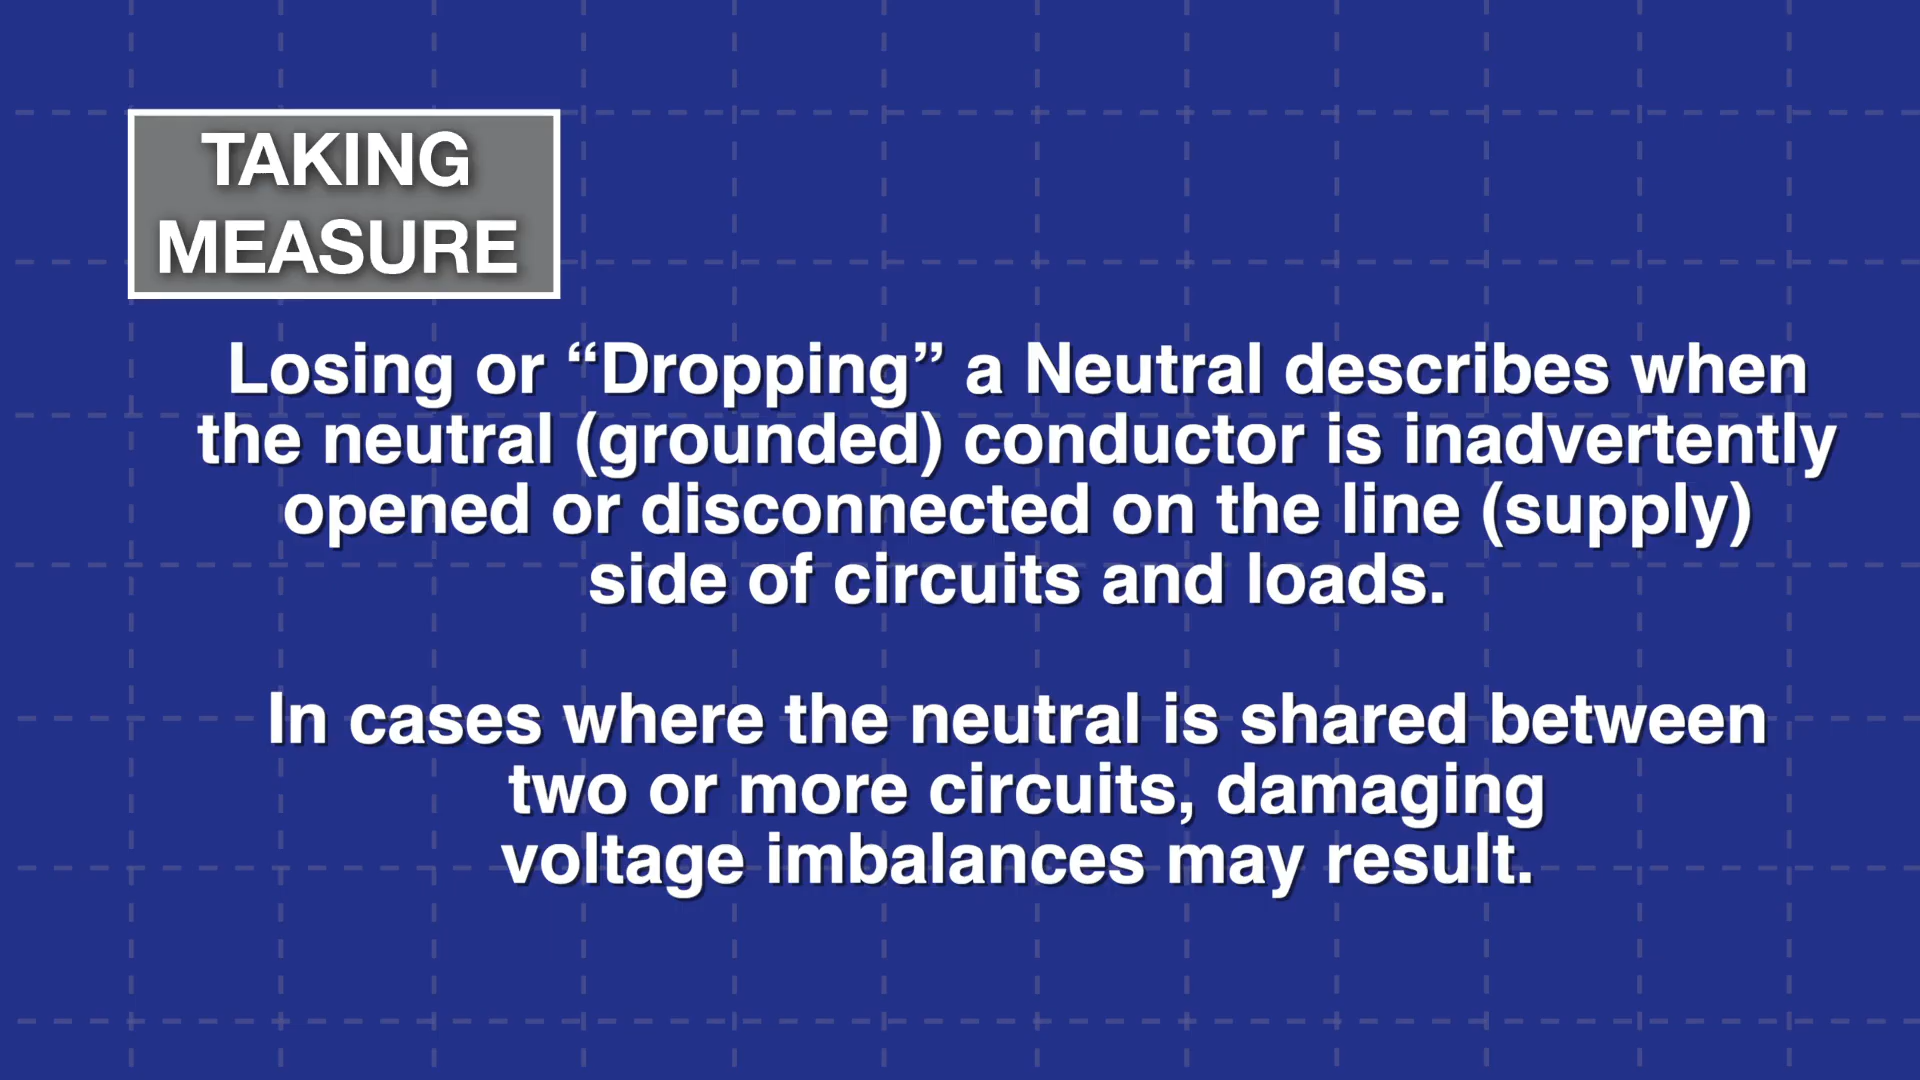 TAKING
MEASURE
Losing or “Dropping” a Neutral describes when
the neutral (grounded) conductor is inadvertently
opened or disconnected on the line (supply)
side of circuits and loads.
In cases where the neutral is shared between
two or more circuits, damaging
voltage imbalances may result.